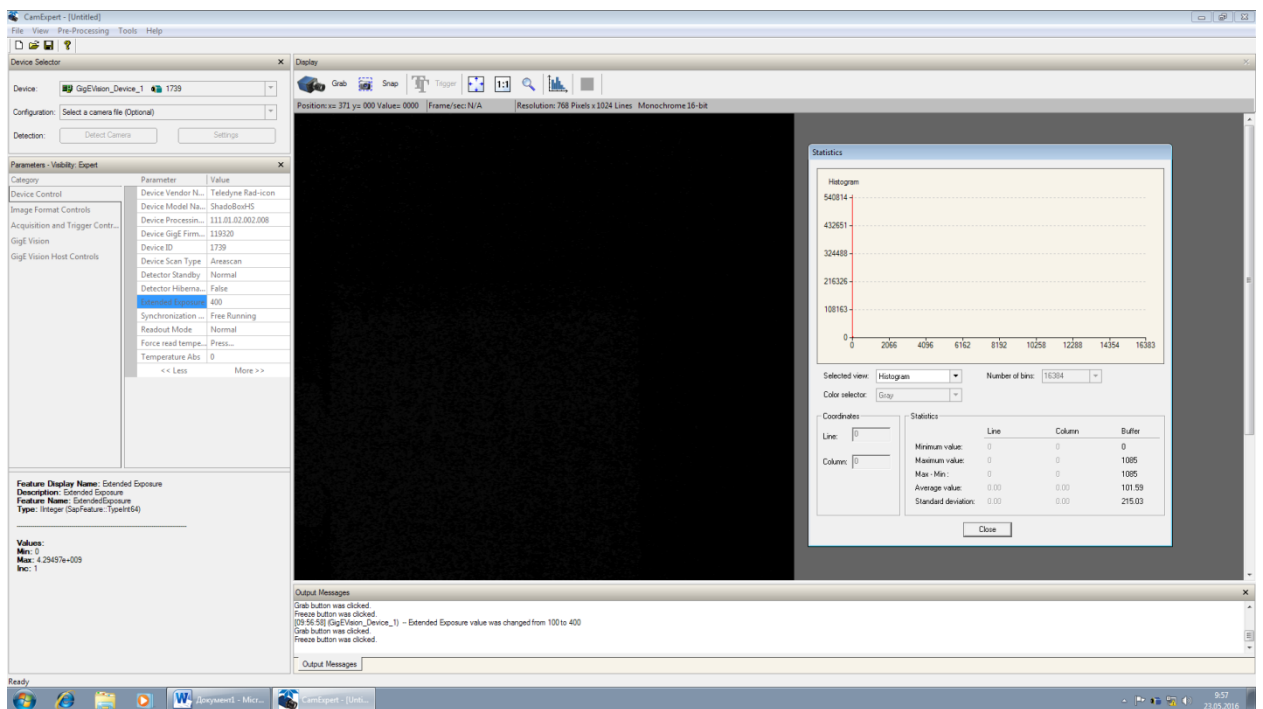 CamExpert - [Untitled]
File View Pre-Processing Tools Help
Device Selector
Device: GigEVision_Device_1 1739
Configuration: Select a camera file (Optional)
Detection: Detect Camera Settings
Parameters - Visibility: Expert
Category Parameter Value
Device Control
Image Format Controls
Acquisition and Trigger Contr...
GigE Vision
GigE Vision Host Controls
Device Vendor N... Teledyne Rad-icon
Device Model Na... ShadoBoxHS
Device Processin... 111.01.02.002.008
Device GigE Firm... 119320
Device ID 1739
Device Scan Type Areascan
Detector Standby Normal
Detector Hiberna... False
Extended Exposure 400
Synchronization ... Free Running
Readout Mode Normal
Force read tempe... Press...
Temperature Abs 0
<< Less More >>
Feature Display Name: Extended Exposure
Description: Extended Exposure
Feature Name: ExtendedExposure
Type: IInteger (SapFeature::TypeInt64)
Values:
Min: 0
Max: 4.29497e+009
Inc: 1
Display
Grab Snap Trigger 1:1
Position: x= 371 y= 000 Value= 0000 Frame/sec: N/A Resolution: 768 Pixels x 1024 Lines Monochrome 16-bit
Statistics
Histogram
540814
432651
324488
216326
108163
0
0 2066 4096 6162 8192 10258 12288 14354 16383
Selected view: Histogram Number of bins: 16384
Color selector: Gray
Coordinates
Line: 0
Column: 0
Statistics
Line Column Buffer
Minimum value: 0 0 0
Maximum value: 0 0 1085
Max - Min : 0 0 1085
Average value: 0.00 0.00 101.59
Standard deviation: 0.00 0.00 215.03
Close
Output Messages
Grab button was clicked.
Freeze button was clicked.
[09:56:58] (GigEVision_Device_1) -- Extended Exposure value was changed from 100 to 400
Grab button was clicked.
Freeze button was clicked.
Output Messages
Ready
Документ1 - Micr...
CamExpert - [Unti...
9:57
23.05.2016